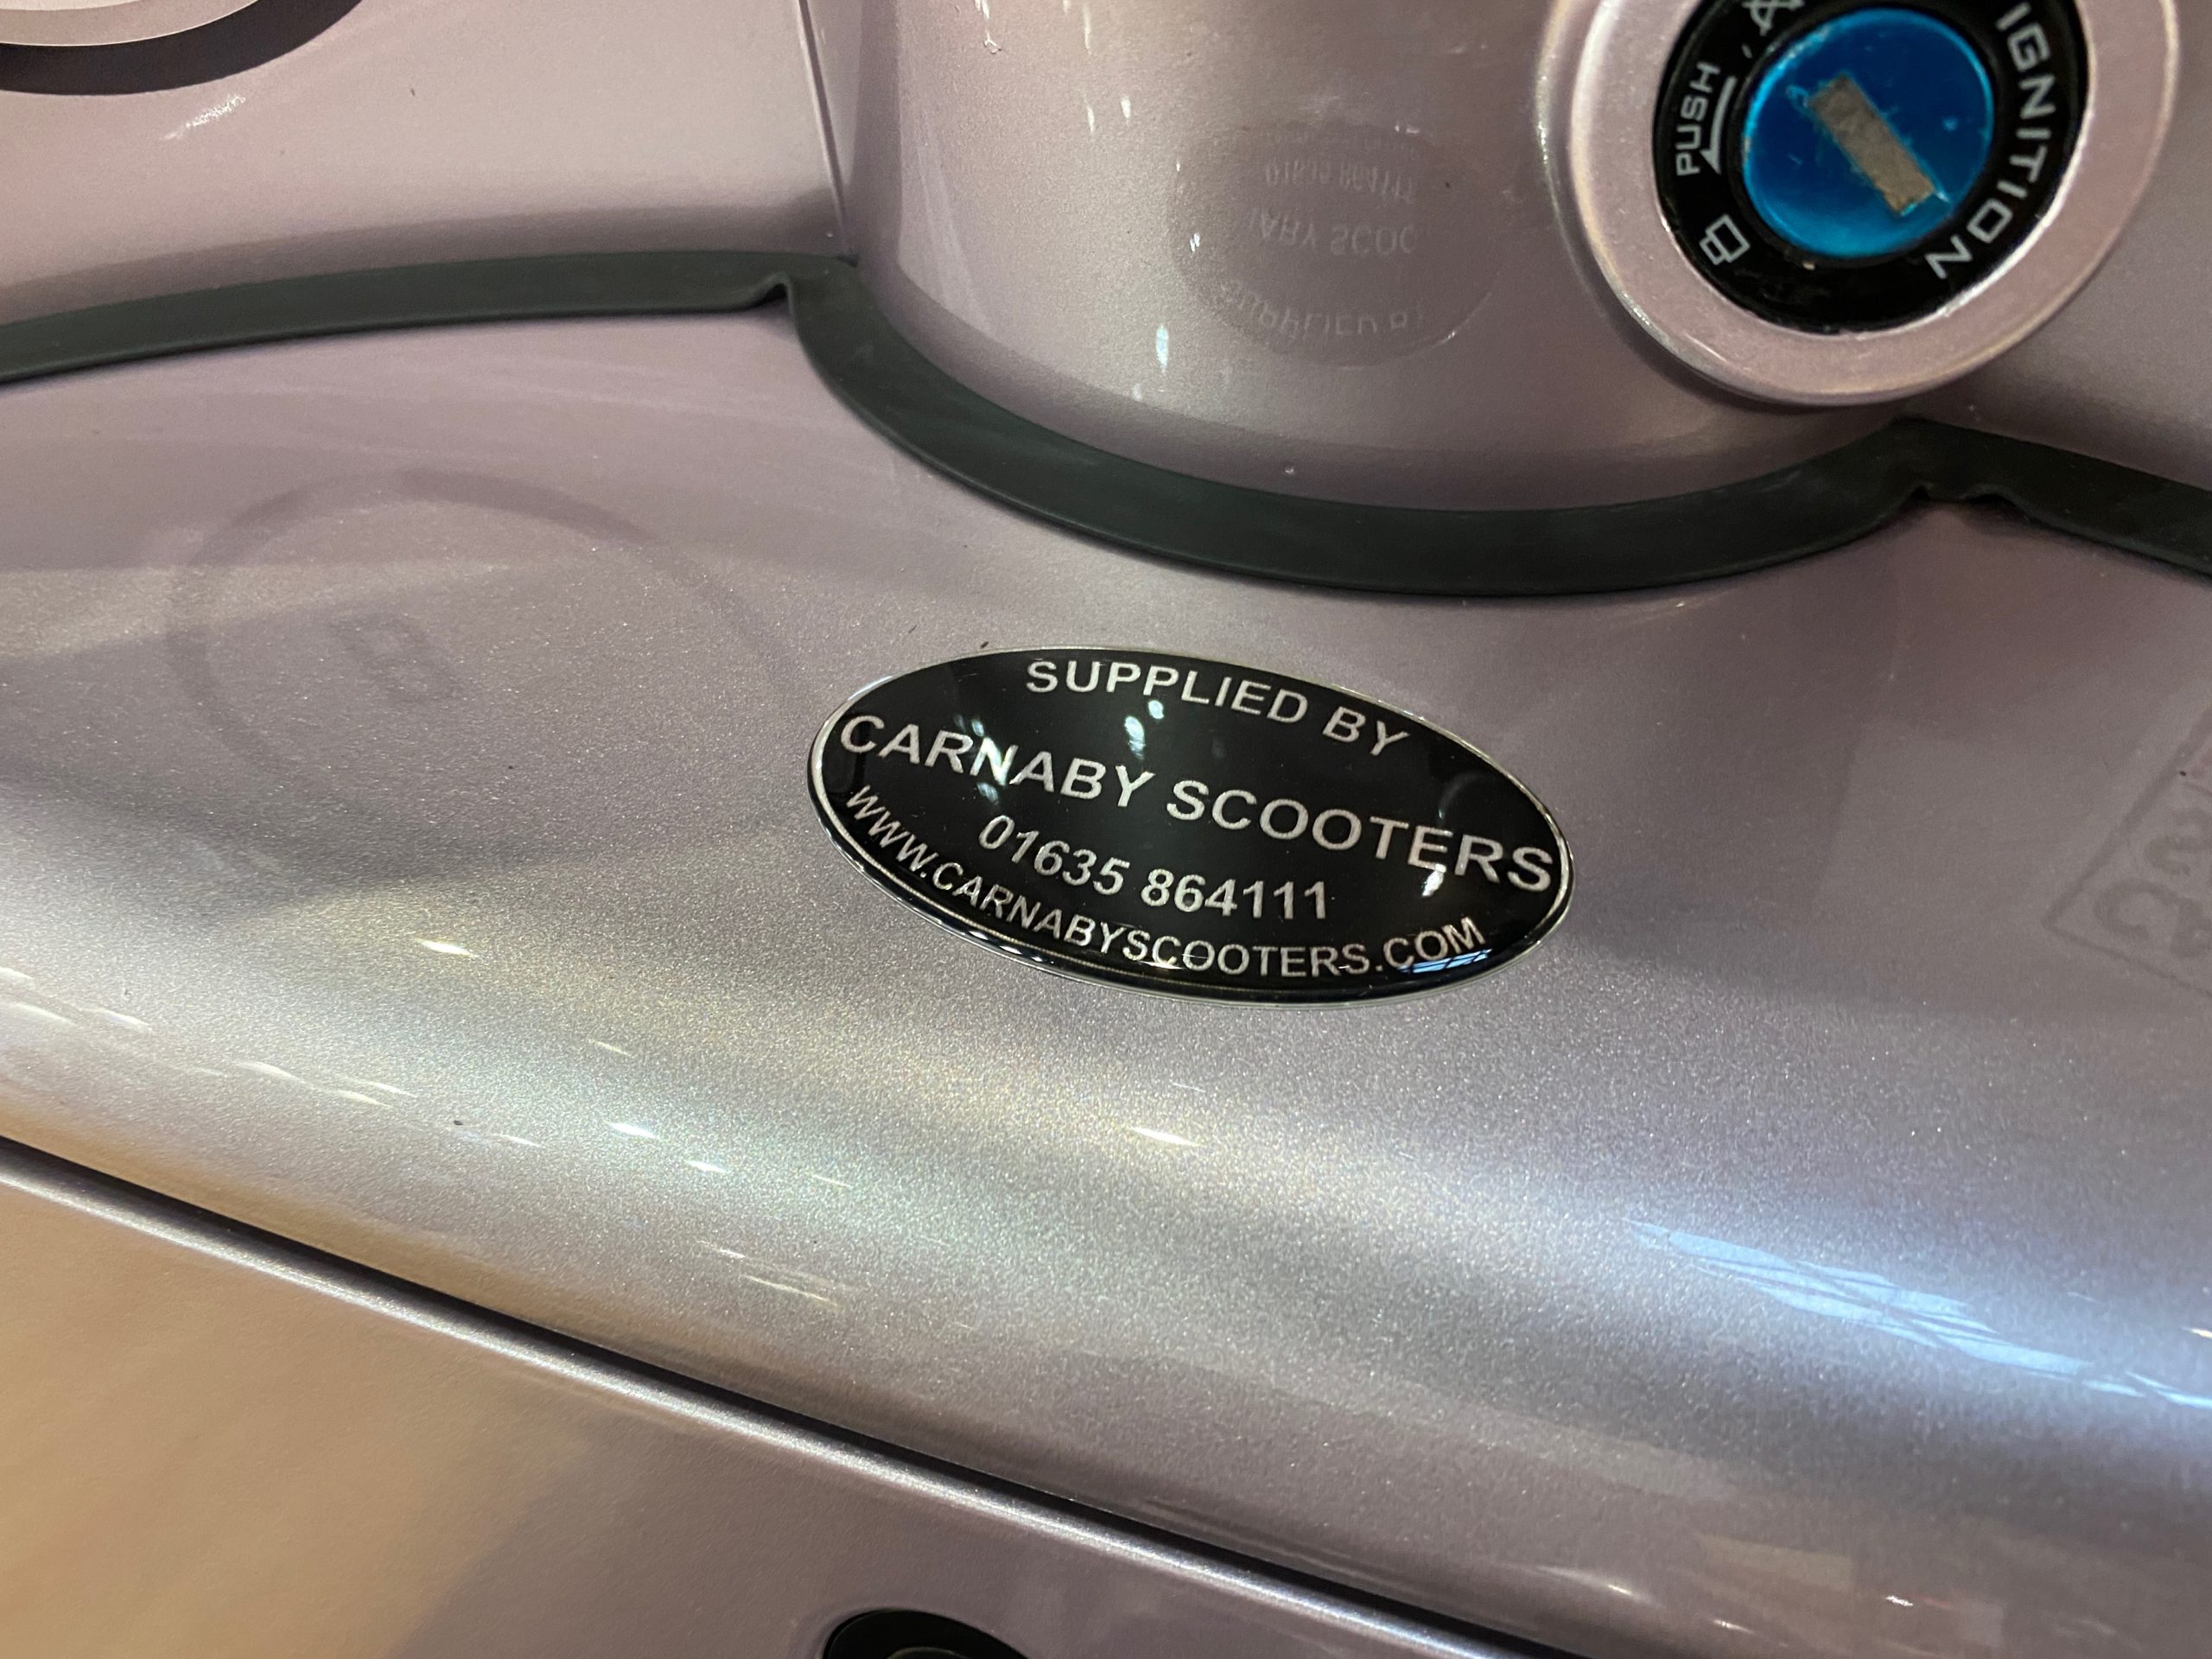 PUSH
IGNITION
SUPPLIED BY
CARNABY SCOOTERS
01635 864111
WWW.CARNABYSCOOTERS.COM